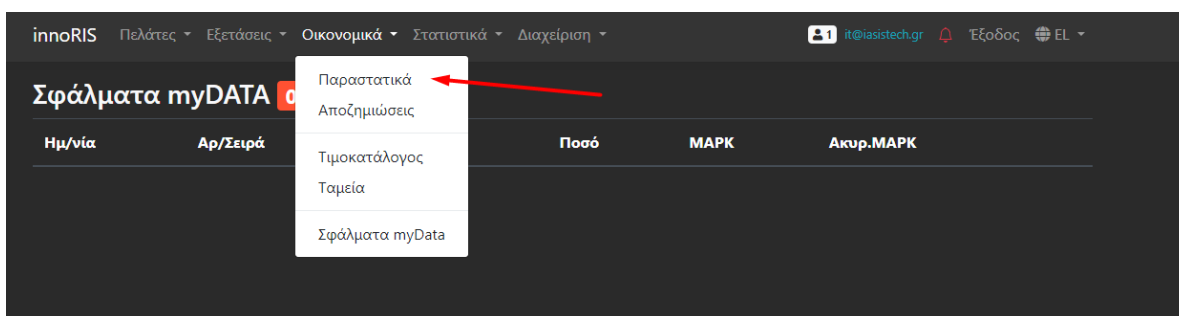 innoRIS Πελάτες Εξετάσεις Οικονομικά Στατιστικά Διαχείριση 1 it@iasistech.gr Έξοδος EL
Παραστατικά
Σφάλματα myDATA 0
Αποζημιώσεις
Ημ/νία Αρ/Σειρά Ποσό ΜΑΡΚ Ακυρ.ΜΑΡΚ
Τιμοκατάλογος
Ταμεία
Σφάλματα myData